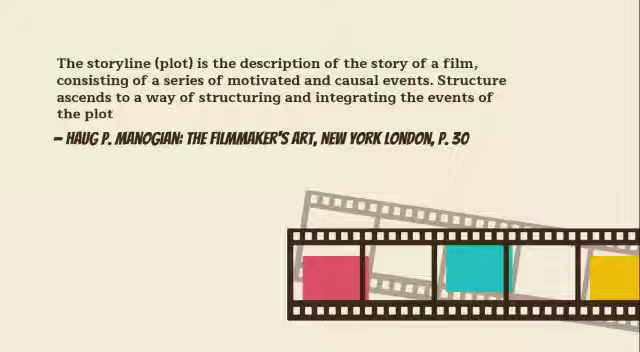 The storyline (plot) is the description of the story of a film,
consisting of a series of motivated and causal events. Structure
ascends to a way of structuring and integrating the events of
the plot
– HAUG P. MANOGIAN: THE FILMMAKER'S ART, NEW YORK LONDON, P. 30